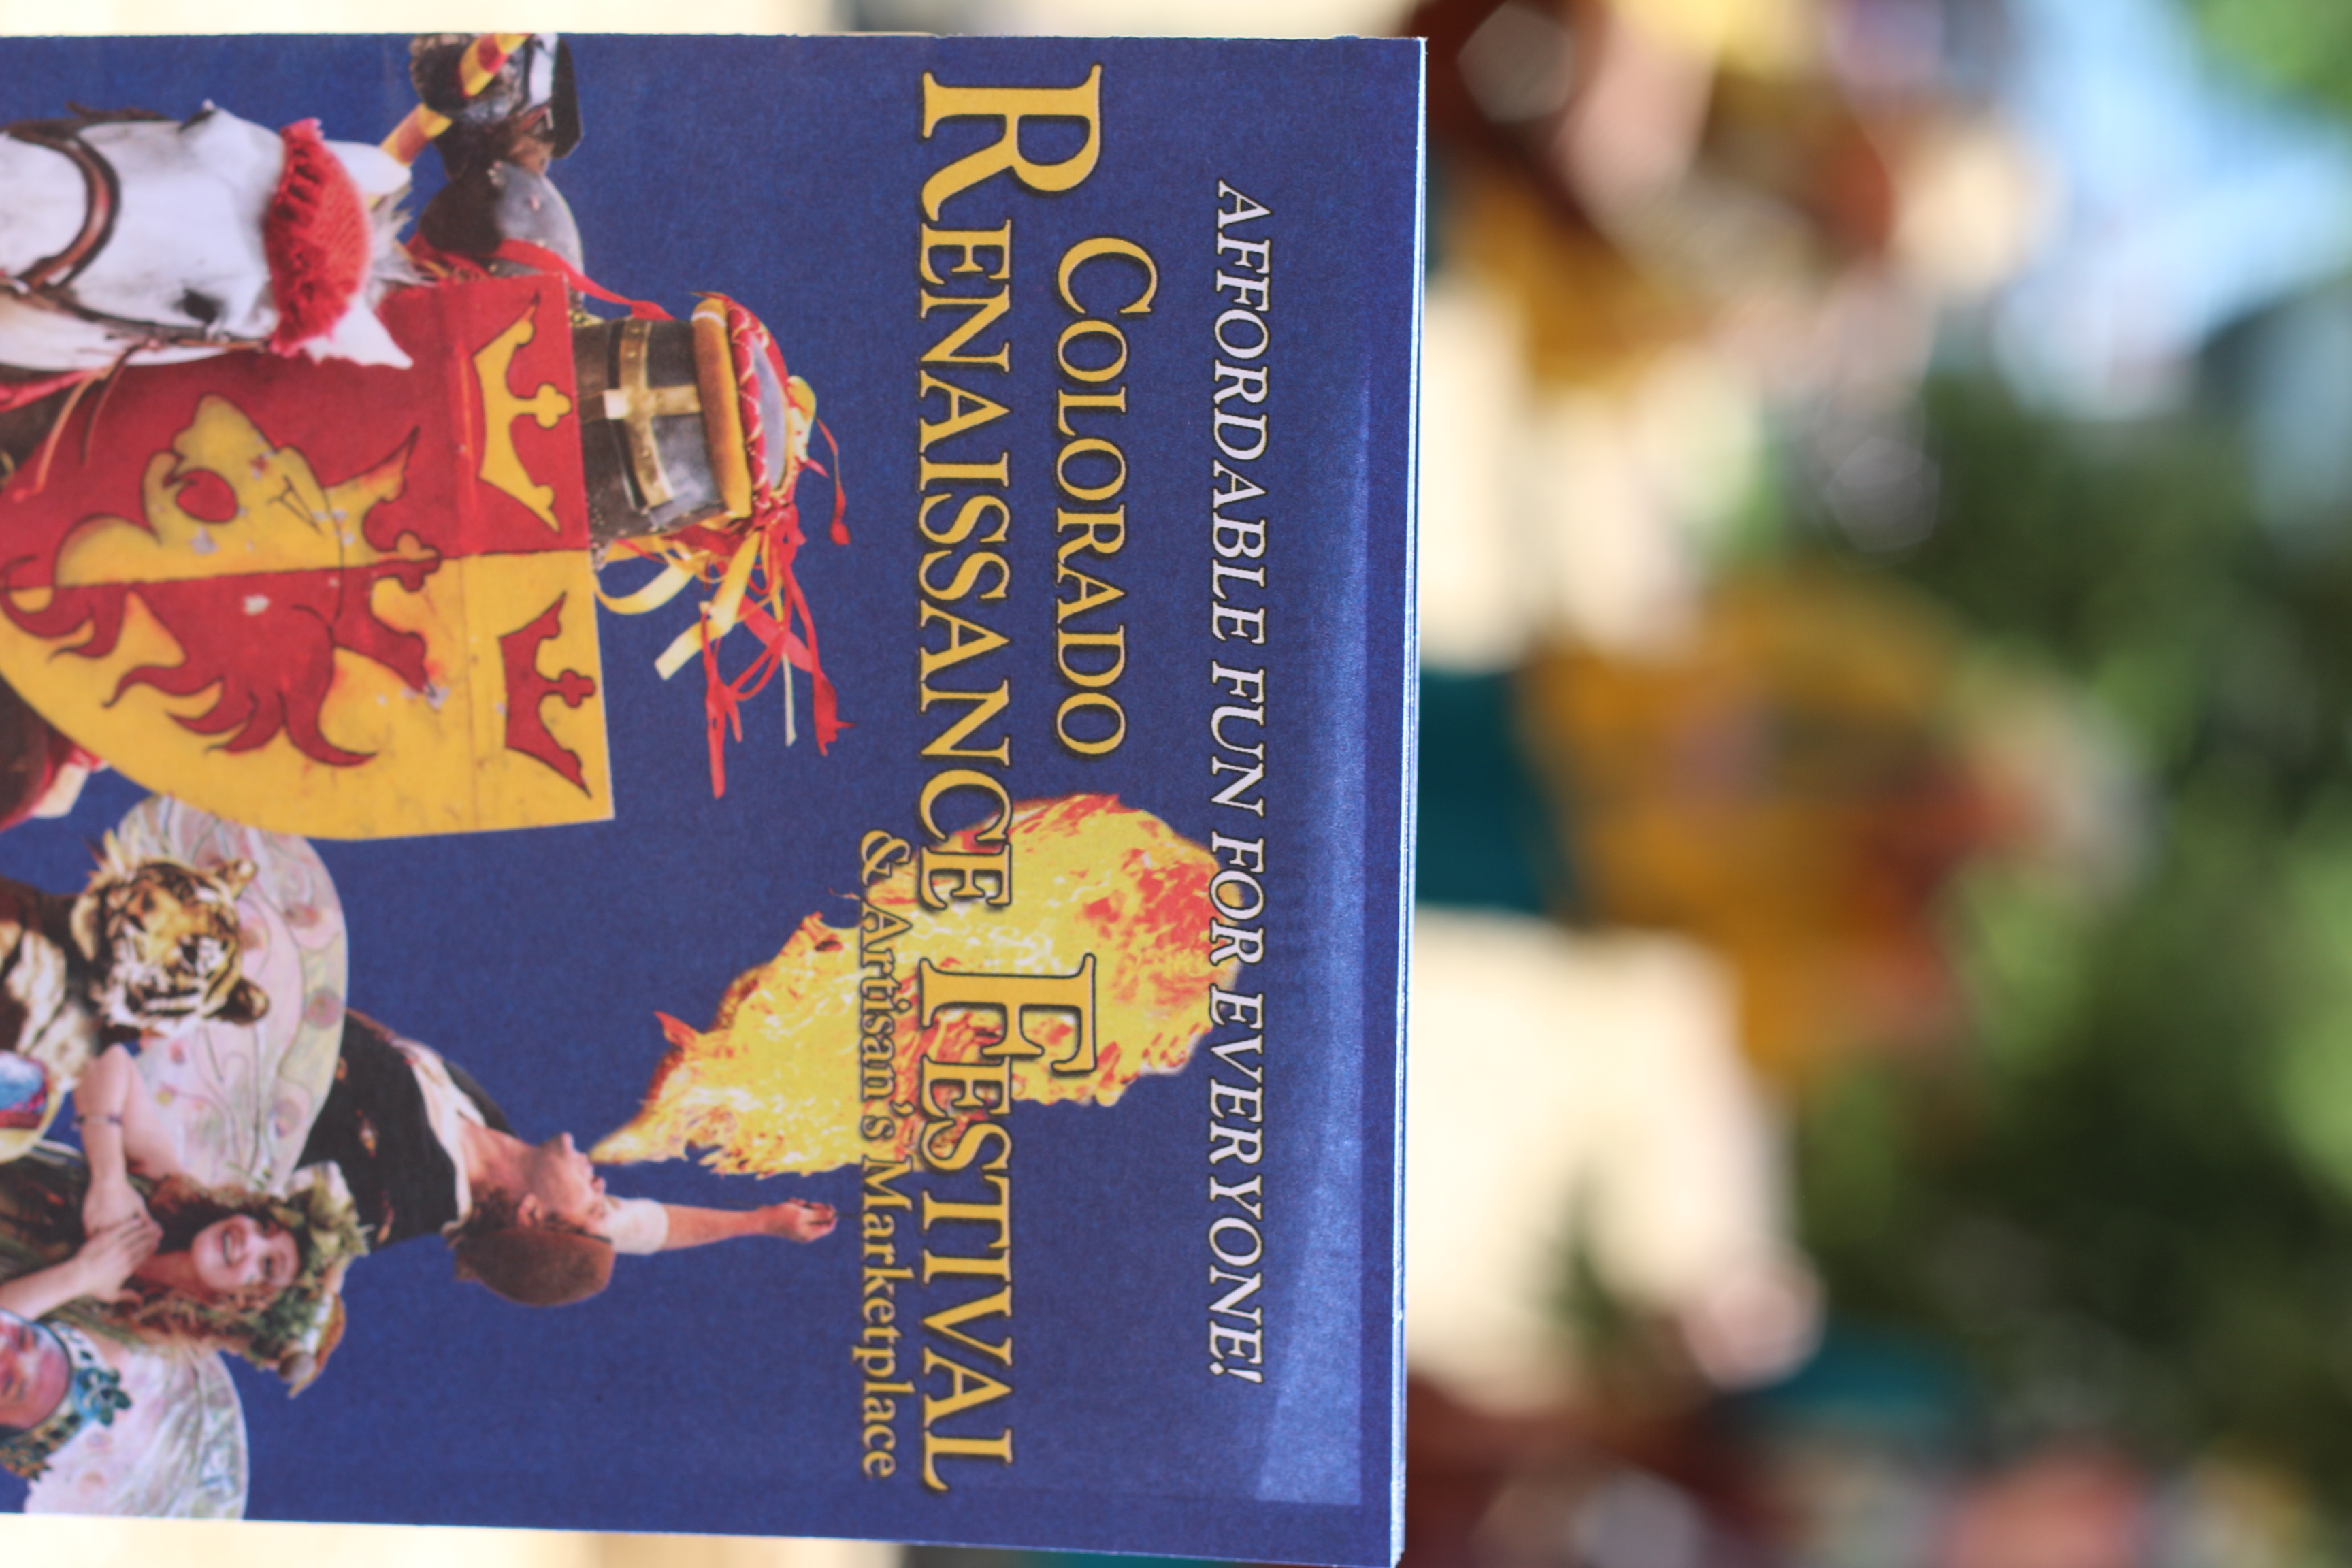 AFFORDABLE FUN FOR EVERYONE!
COLORADO
RENAISSANCE FESTIVAL
& Artisan's Marketplace